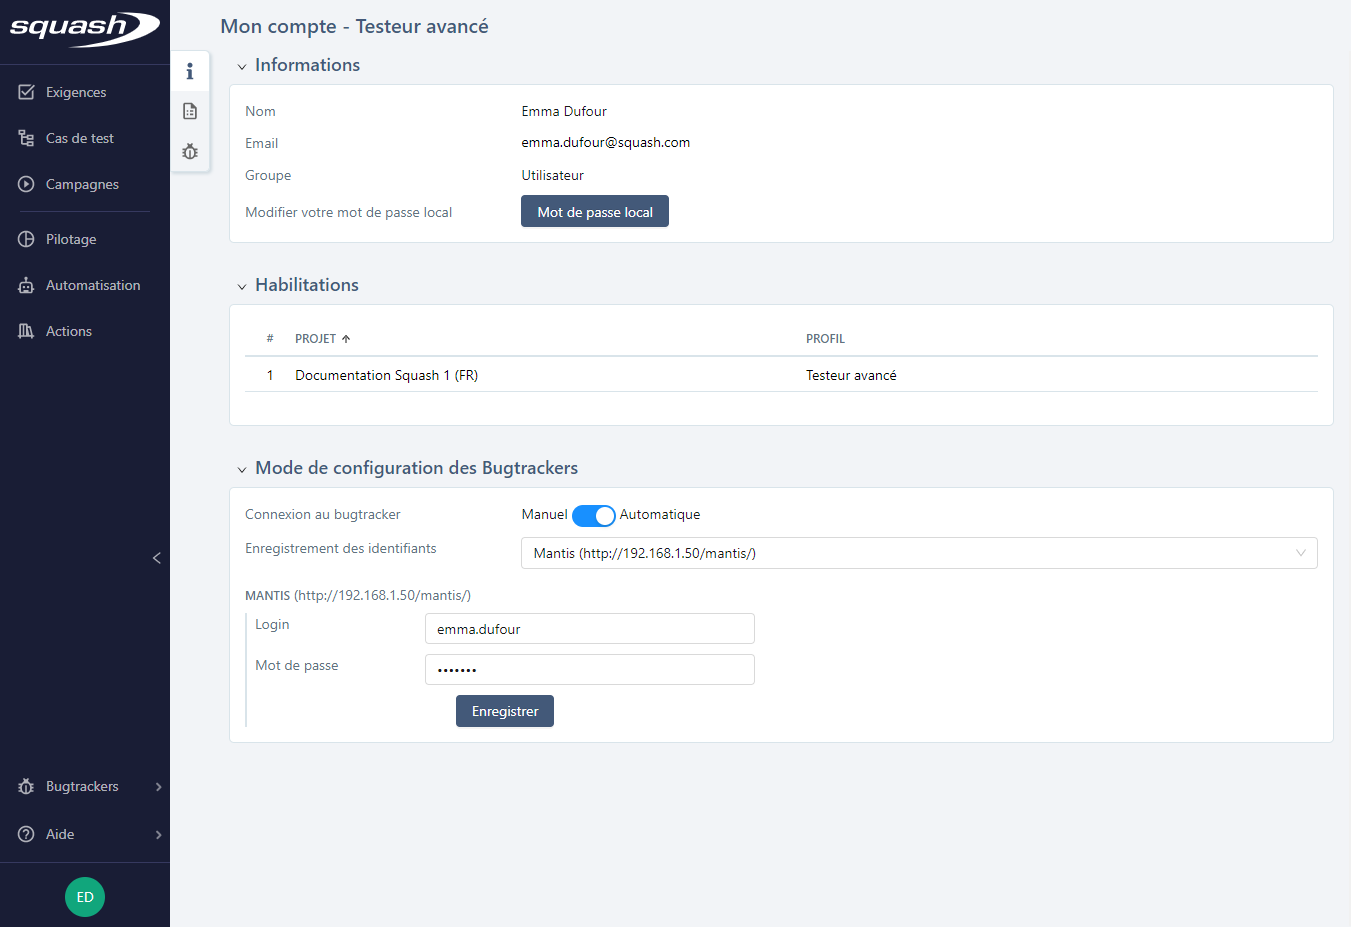 squash
Exigences
Cas de test
Campagnes
Pilotage
Automatisation
Actions
Bugtrackers
Aide
ED
Mon compte - Testeur avancé
Informations
Nom Emma Dufour
Email emma.dufour@squash.com
Groupe Utilisateur
Modifier votre mot de passe local Mot de passe local
Habilitations
# PROJET PROFIL
1 Documentation Squash 1 (FR) Testeur avancé
Mode de configuration des Bugtrackers
Connexion au bugtracker Manuel Automatique
Enregistrement des identifiants Mantis (http://192.168.1.50/mantis/)
MANTIS (http://192.168.1.50/mantis/)
Login emma.dufour
Mot de passe •••••••
Enregistrer